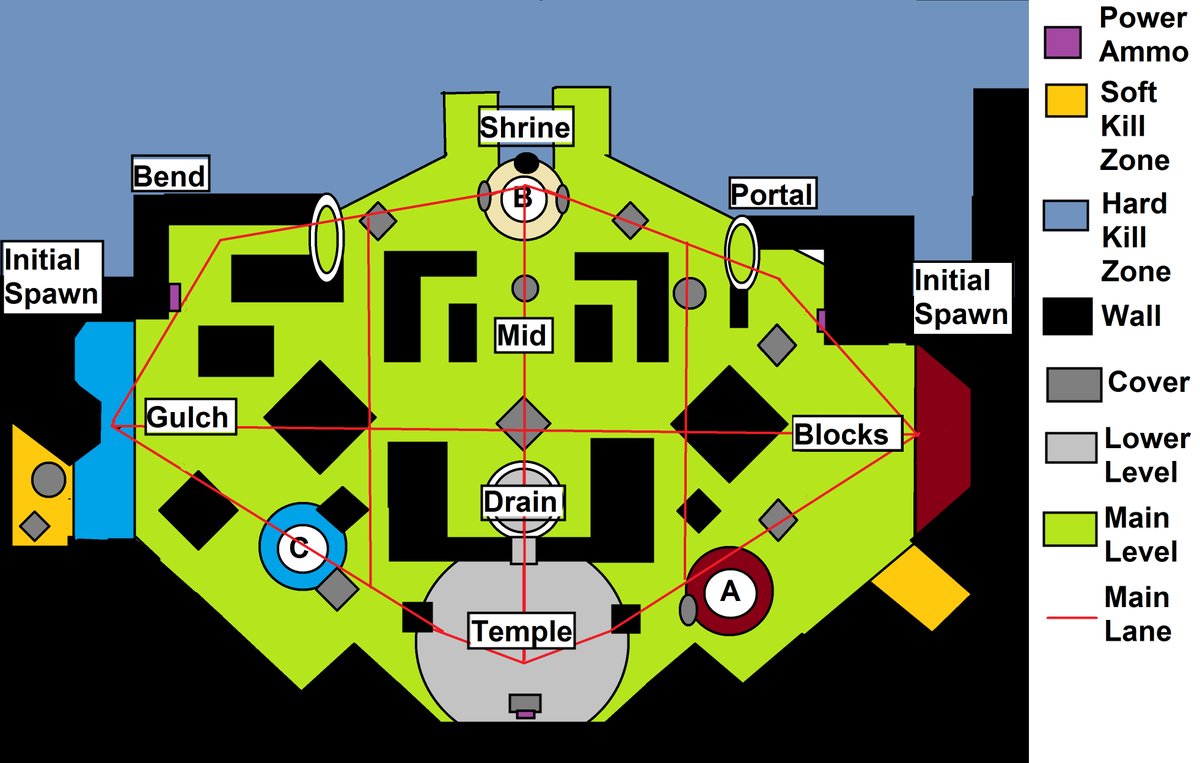 Shrine
Bend
B
Portal
Initial
Spawn
Initial
Spawn
Mid
Gulch
Blocks
Drain
C
A
Temple
Power
Ammo
Soft
Kill
Zone
Hard
Kill
Zone
Wall
Cover
Lower
Level
Main
Level
Main
Lane